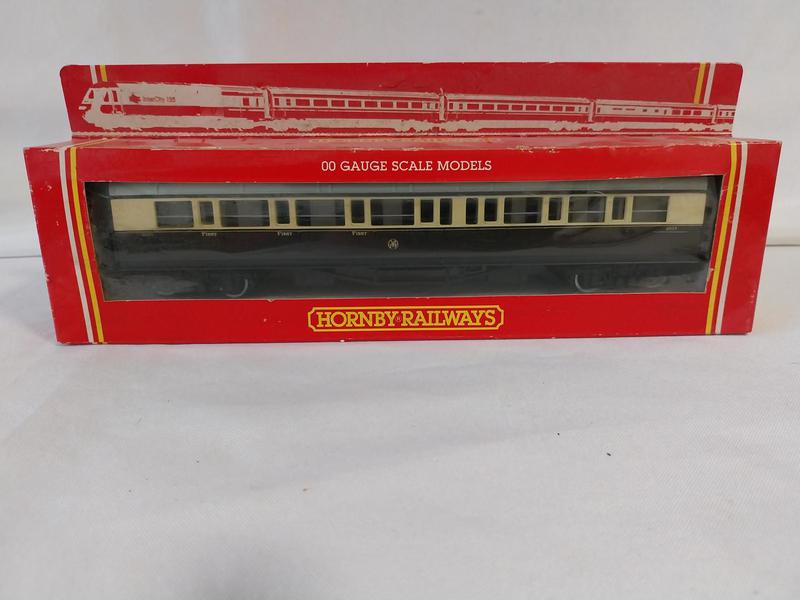 InterCity 125
00 GAUGE SCALE MODELS
FIRST FIRST FIRST
HORNBY® RAILWAYS